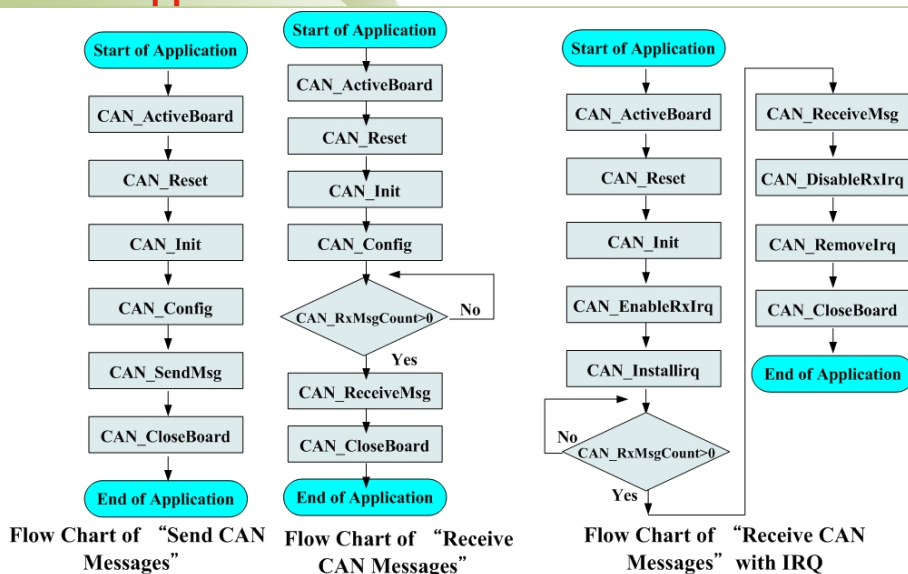 Start of Application
CAN_ActiveBoard
CAN_Reset
CAN_Init
CAN_Config
CAN_SendMsg
CAN_CloseBoard
End of Application
Flow Chart of “Send CAN
Messages”
Start of Application
CAN_ActiveBoard
CAN_Reset
CAN_Init
CAN_Config
CAN_RxMsgCount>0
No
Yes
CAN_ReceiveMsg
CAN_CloseBoard
End of Application
Flow Chart of “Receive
CAN Messages”
Start of Application
CAN_ActiveBoard
CAN_Reset
CAN_Init
CAN_EnableRxIrq
CAN_Installirq
No
CAN_RxMsgCount>0
Yes
CAN_ReceiveMsg
CAN_DisableRxIrq
CAN_RemoveIrq
CAN_CloseBoard
End of Application
Flow Chart of “Receive CAN
Messages” with IRQ